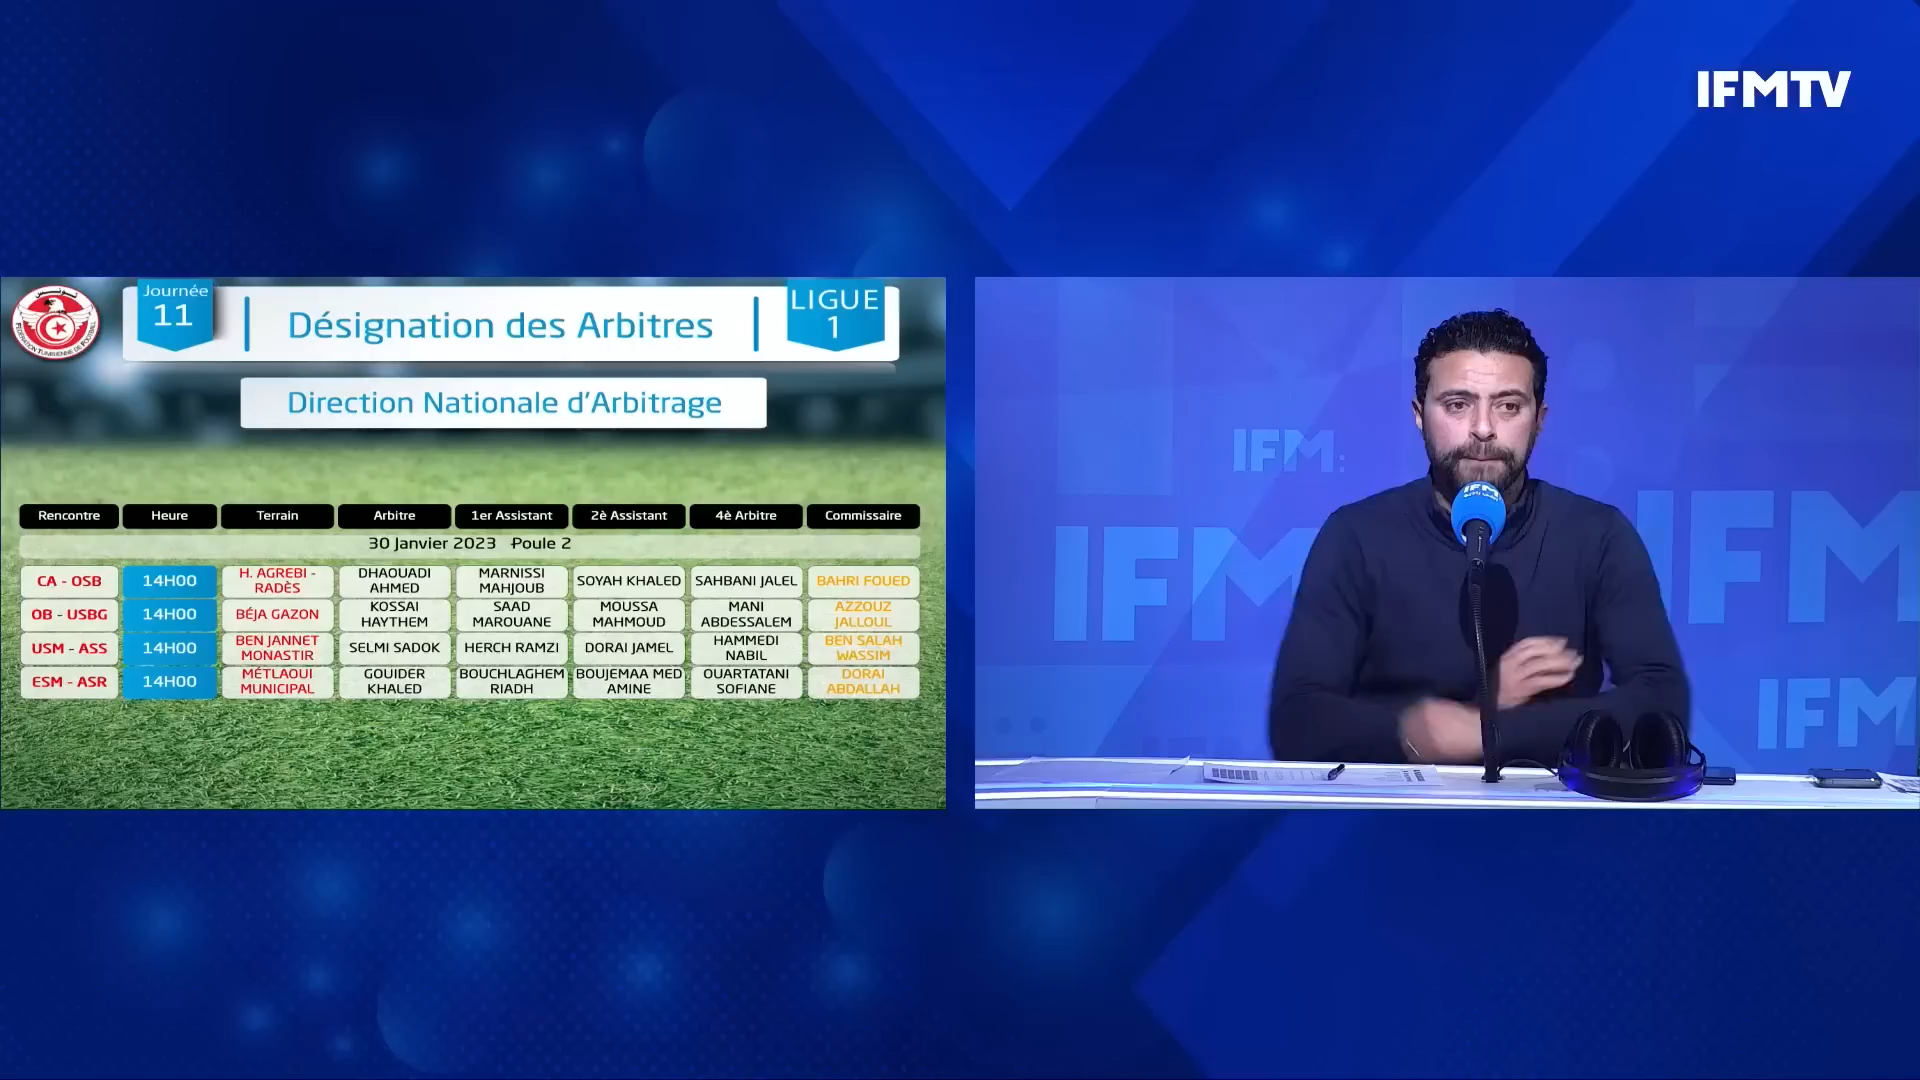 IFMTV
Journée
11
Désignation des Arbitres
LIGUE
1
Direction Nationale d'Arbitrage
Rencontre Heure Terrain Arbitre 1er Assistant 2è Assistant 4è Arbitre Commissaire
30 Janvier 2023 Poule 2
CA - OSB 14H00 H. AGREBI - RADÈS DHAOUADI AHMED MARNISSI MAHJOUB SOYAH KHALED SAHBANI JALEL BAHRI FOUED
OB - USBG 14H00 BÉJA GAZON KOSSAI HAYTHEM SAAD MAROUANE MOUSSA MAHMOUD MANI ABDESSALEM AZZOUZ JALLOUL
USM - ASS 14H00 BEN JANNET MONASTIR SELMI SADOK HERCH RAMZI DORAI JAMEL HAMMEDI NABIL BEN SALAH WASSIM
ESM - ASR 14H00 MÉTLAOUI MUNICIPAL GOUIDER KHALED BOUCHLAGHEM RIADH BOUJEMAA MED AMINE OUARTATANI SOFIANE DORAI ABDALLAH
IFM:
IFM
IFM
IFM
IFM